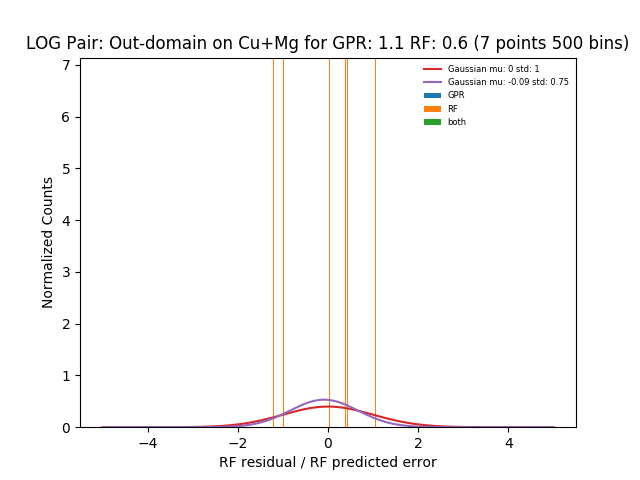 LOG Pair: Out-domain on Cu+Mg for GPR: 1.1 RF: 0.6 (7 points 500 bins)
Gaussian mu: 0 std: 1
Gaussian mu: -0.09 std: 0.75
GPR
RF
both
Normalized Counts
7
6
5
4
3
2
1
0
−4 −2 0 2 4
RF residual / RF predicted error